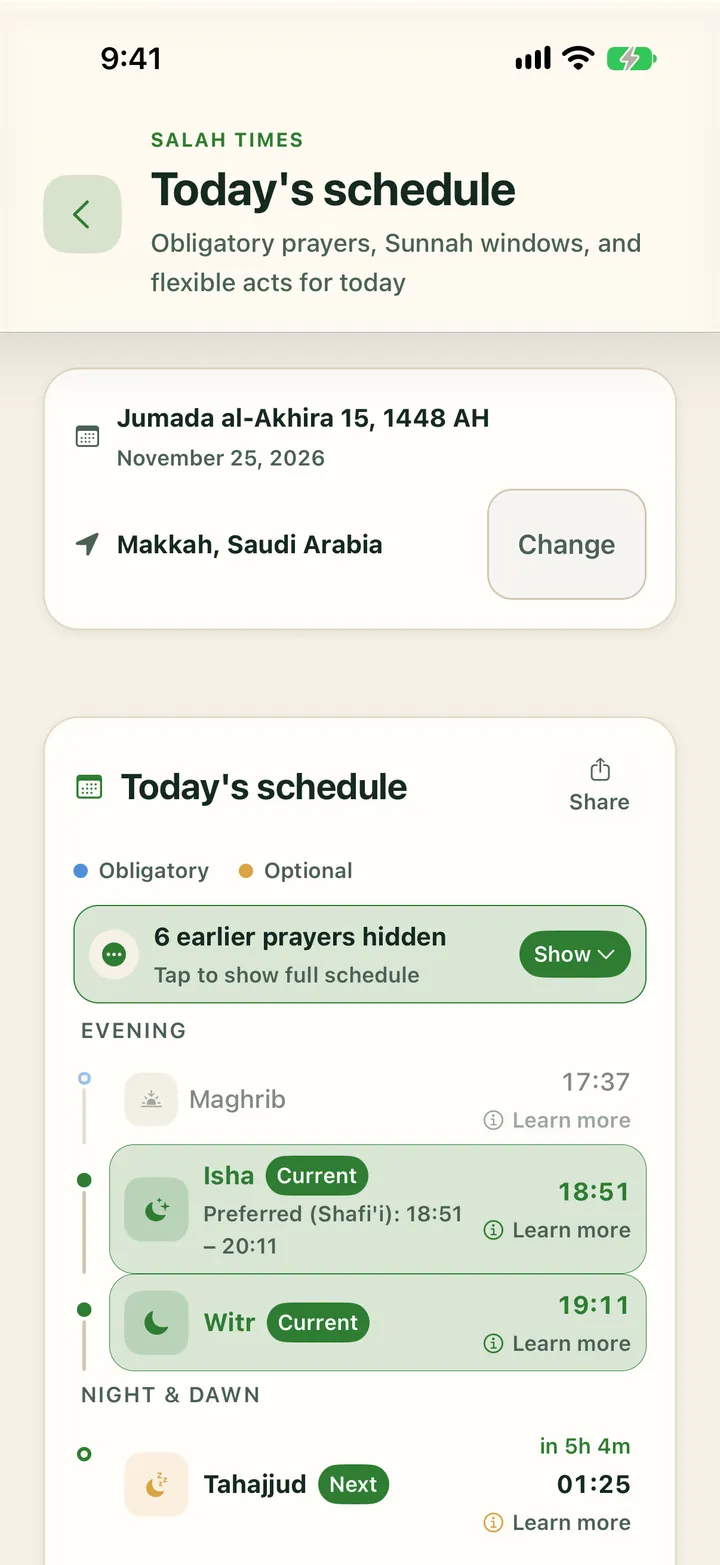 9:41
SALAH TIMES
Today's schedule
Obligatory prayers, Sunnah windows, and
flexible acts for today
Jumada al-Akhira 15, 1448 AH
November 25, 2026
Makkah, Saudi Arabia
Change
Today's schedule
Share
Obligatory
Optional
6 earlier prayers hidden
Tap to show full schedule
Show
EVENING
Maghrib
17:37
Learn more
Isha
Current
Preferred (Shafi'i): 18:51
– 20:11
18:51
Learn more
Witr
Current
19:11
Learn more
NIGHT & DAWN
Tahajjud
Next
in 5h 4m
01:25
Learn more